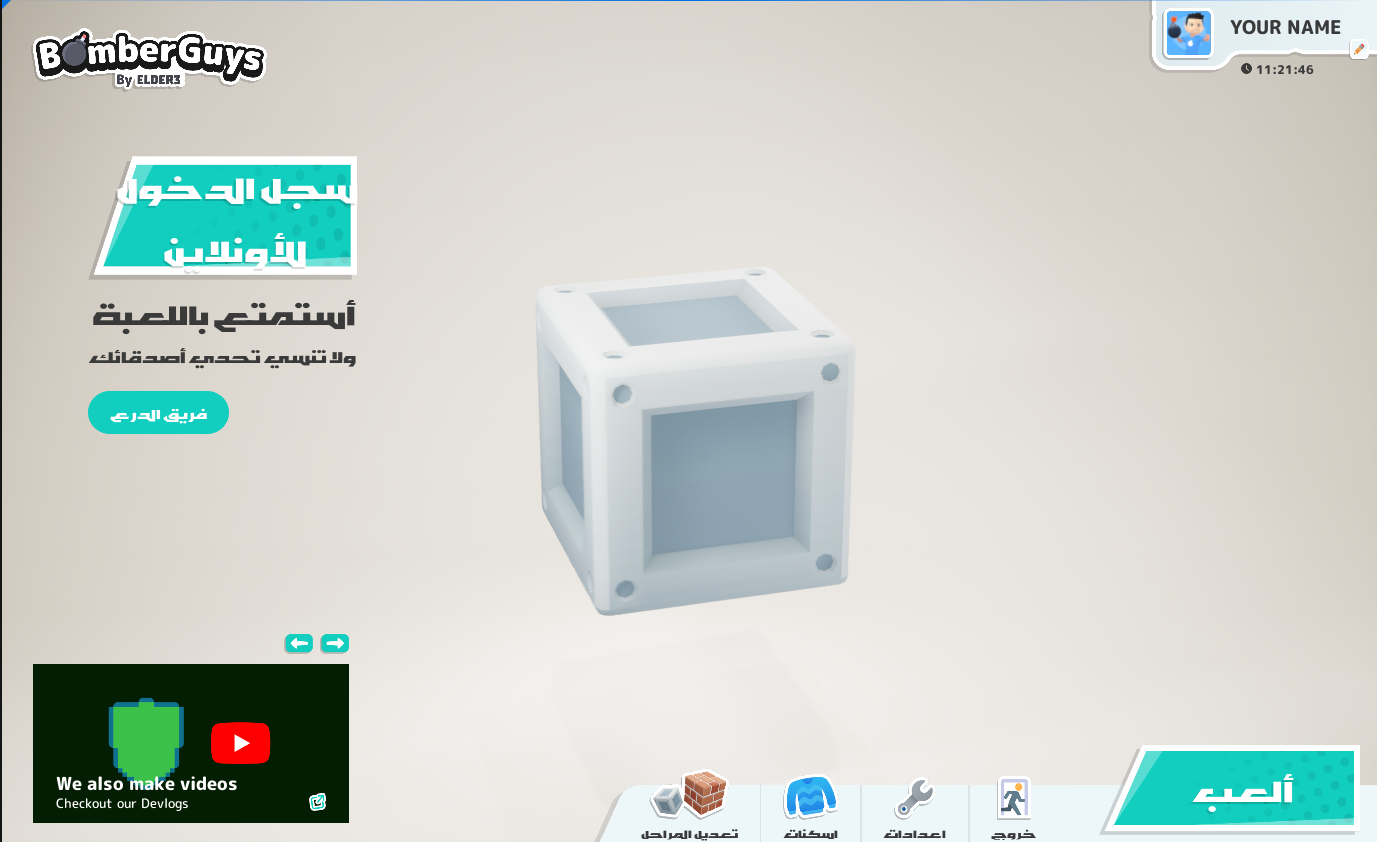 BomberGuys
By ELDER3
YOUR NAME
11:21:46
سجل الدخول
للأونلاين
أستمتع باللعبة
ولا تنسي تحدي أصدقائك
فريق الدرع
We also make videos
Checkout our Devlogs
تعديل المراحل
اسكنات
اعدادات
خروج
ألعب